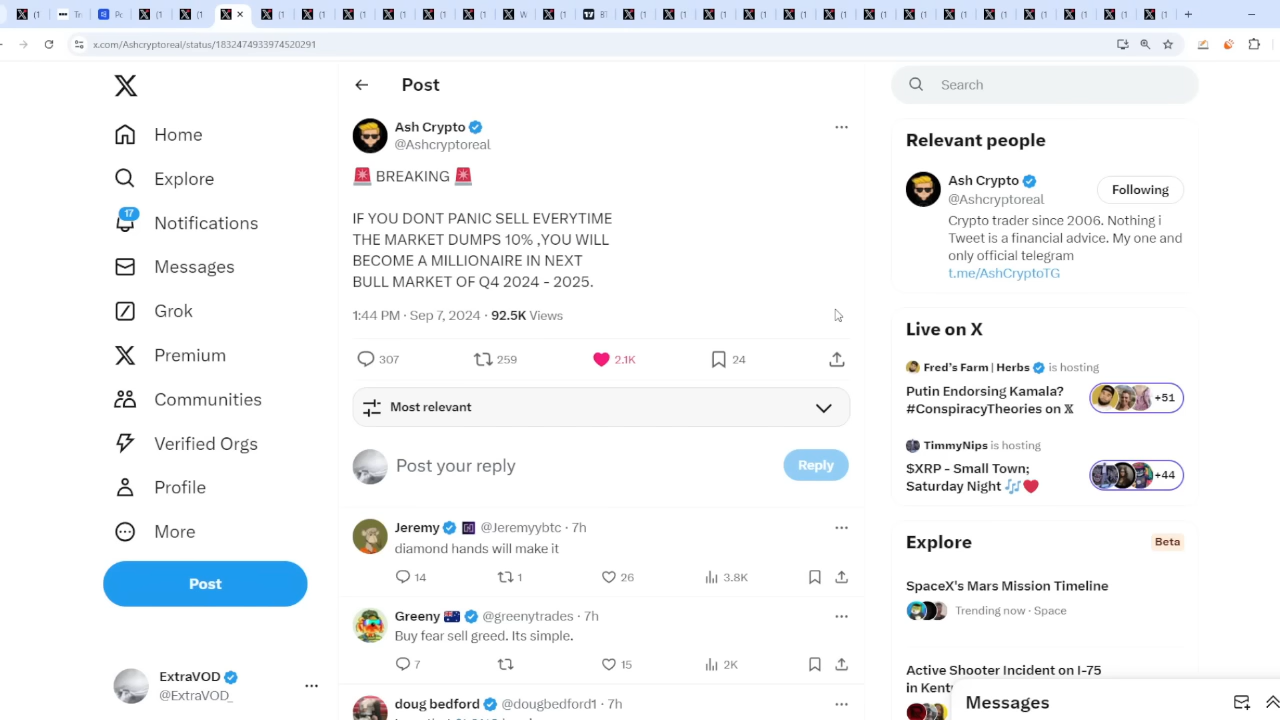 x.com/Ashcryptoreal/status/1832474933974520291
Home
Explore
17
Notifications
Messages
Grok
Premium
Communities
Verified Orgs
Profile
More
Post
ExtraVOD
@ExtraVOD_
Post
Ash Crypto
@Ashcryptoreal
🚨 BREAKING 🚨
IF YOU DONT PANIC SELL EVERYTIME
THE MARKET DUMPS 10% ,YOU WILL
BECOME A MILLIONAIRE IN NEXT
BULL MARKET OF Q4 2024 - 2025.
1:44 PM · Sep 7, 2024 · 92.5K Views
307 259 2.1K 24
Most relevant
Post your reply
Reply
Jeremy @Jeremyybtc · 7h
diamond hands will make it
14 1 26 3.8K
Greeny @greenytrades · 7h
Buy fear sell greed. Its simple.
7 15 2K
doug bedford @dougbedford1 · 7h
Search
Relevant people
Ash Crypto
@Ashcryptoreal
Following
Crypto trader since 2006. Nothing i
Tweet is a financial advice. My one and
only official telegram
t.me/AshCryptoTG
Live on X
Fred's Farm | Herbs is hosting
Putin Endorsing Kamala?
#ConspiracyTheories on 𝕏
+51
TimmyNips is hosting
$XRP - Small Town;
Saturday Night 🎶❤️
+44
Explore
Beta
SpaceX's Mars Mission Timeline
Trending now · Space
Active Shooter Incident on I-75
Messages